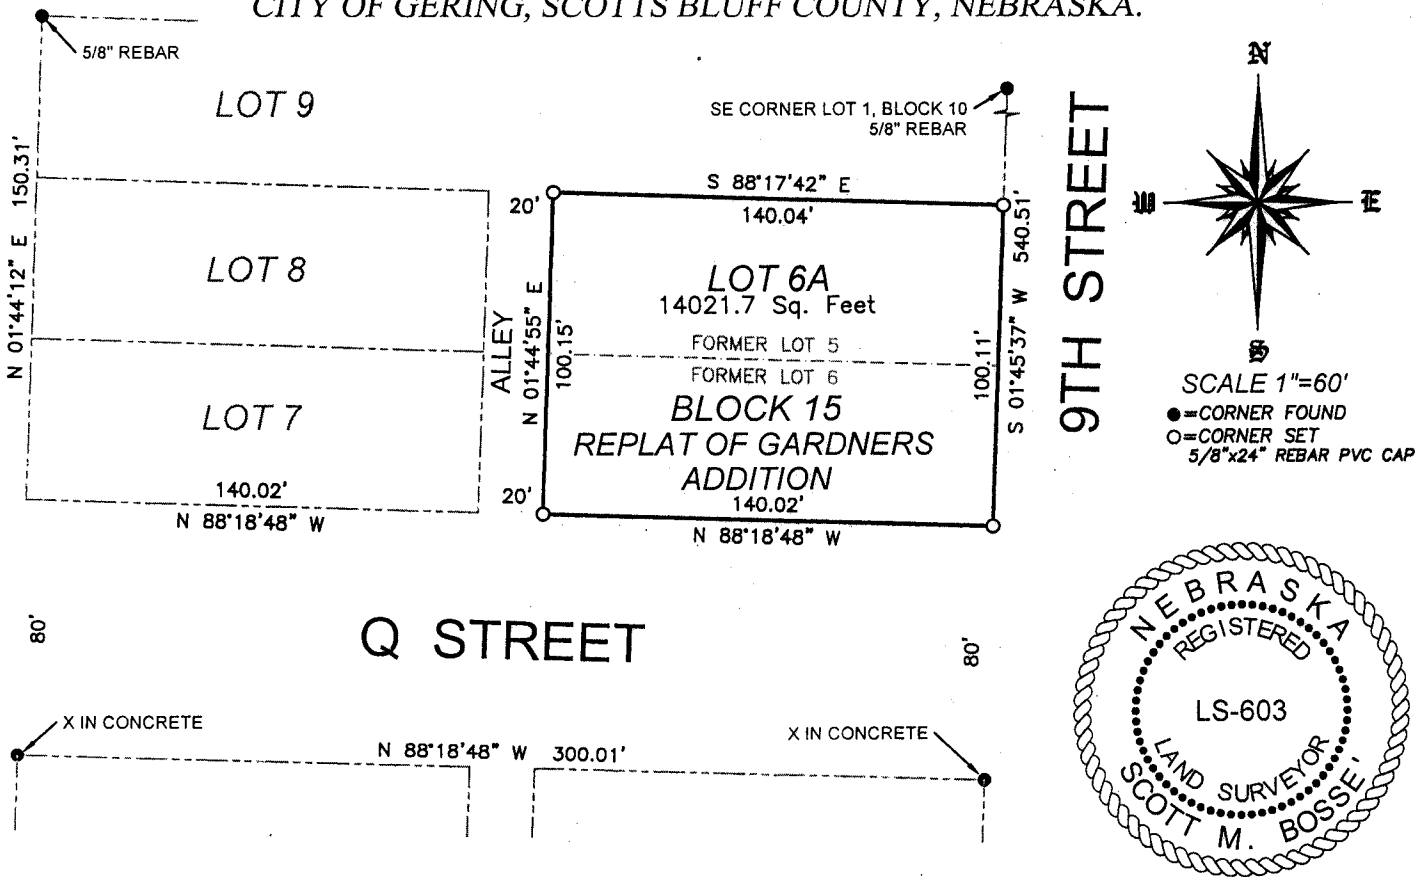 CITY OF GERING, SCOTTS BLUFF COUNTY, NEBRASKA.
5/8" REBAR
LOT 9
SE CORNER LOT 1, BLOCK 10
5/8" REBAR
N 01°44'12" E 150.31'
9TH STREET
N
E
S
S 88°17'42" E
140.04'
20'
S 01°45'37" W 540.51'
LOT 8
LOT 6A
14021.7 Sq. Feet
ALLEY
N 01°44'55" E
100.15'
FORMER LOT 5
FORMER LOT 6
100.11'
BLOCK 15
REPLAT OF GARDNERS
ADDITION
140.02'
N 88°18'48" W
LOT 7
140.02'
N 88°18'48" W
20'
SCALE 1"=60'
=CORNER FOUND
=CORNER SET
5/8"x24" REBAR PVC CAP
80'
Q STREET
80'
X IN CONCRETE
N 88°18'48" W 300.01'
X IN CONCRETE
NEBRASKA
REGISTERED
LS-603
LAND SURVEYOR
SCOTT M. BOSSE'